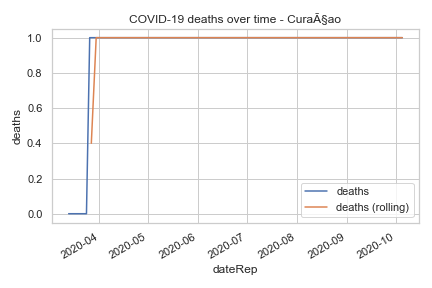 COVID-19 deaths over time - CuraÃ§ao
deaths
1.0
0.8
0.6
0.4
0.2
0.0
deaths
deaths (rolling)
2020-04
2020-05
2020-06
2020-07
2020-08
2020-09
2020-10
dateRep